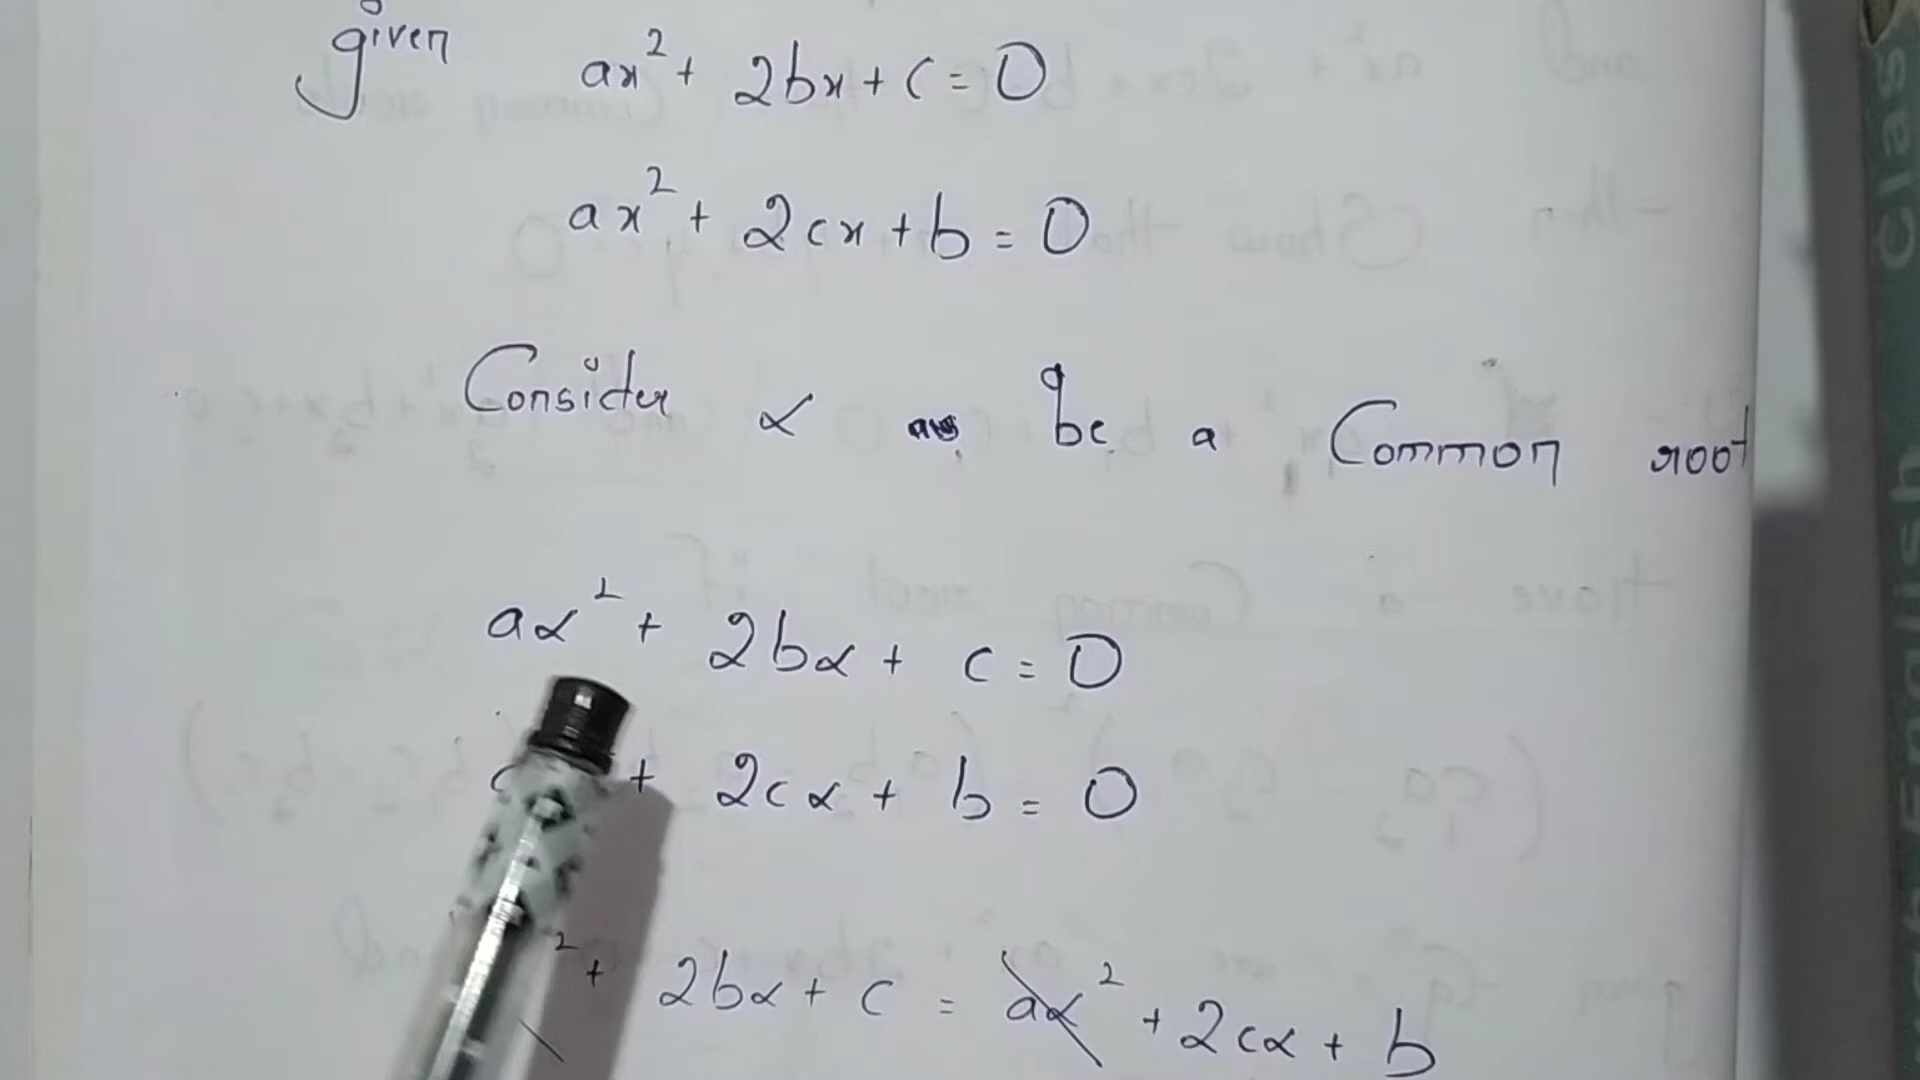 given ax² + 2bx + c = 0
ax² + 2cx + b = 0
Consider α be a Common root
aα² + 2bα + c = 0
+ 2cα + b = 0
² + 2bα + c = aα² + 2cα + b